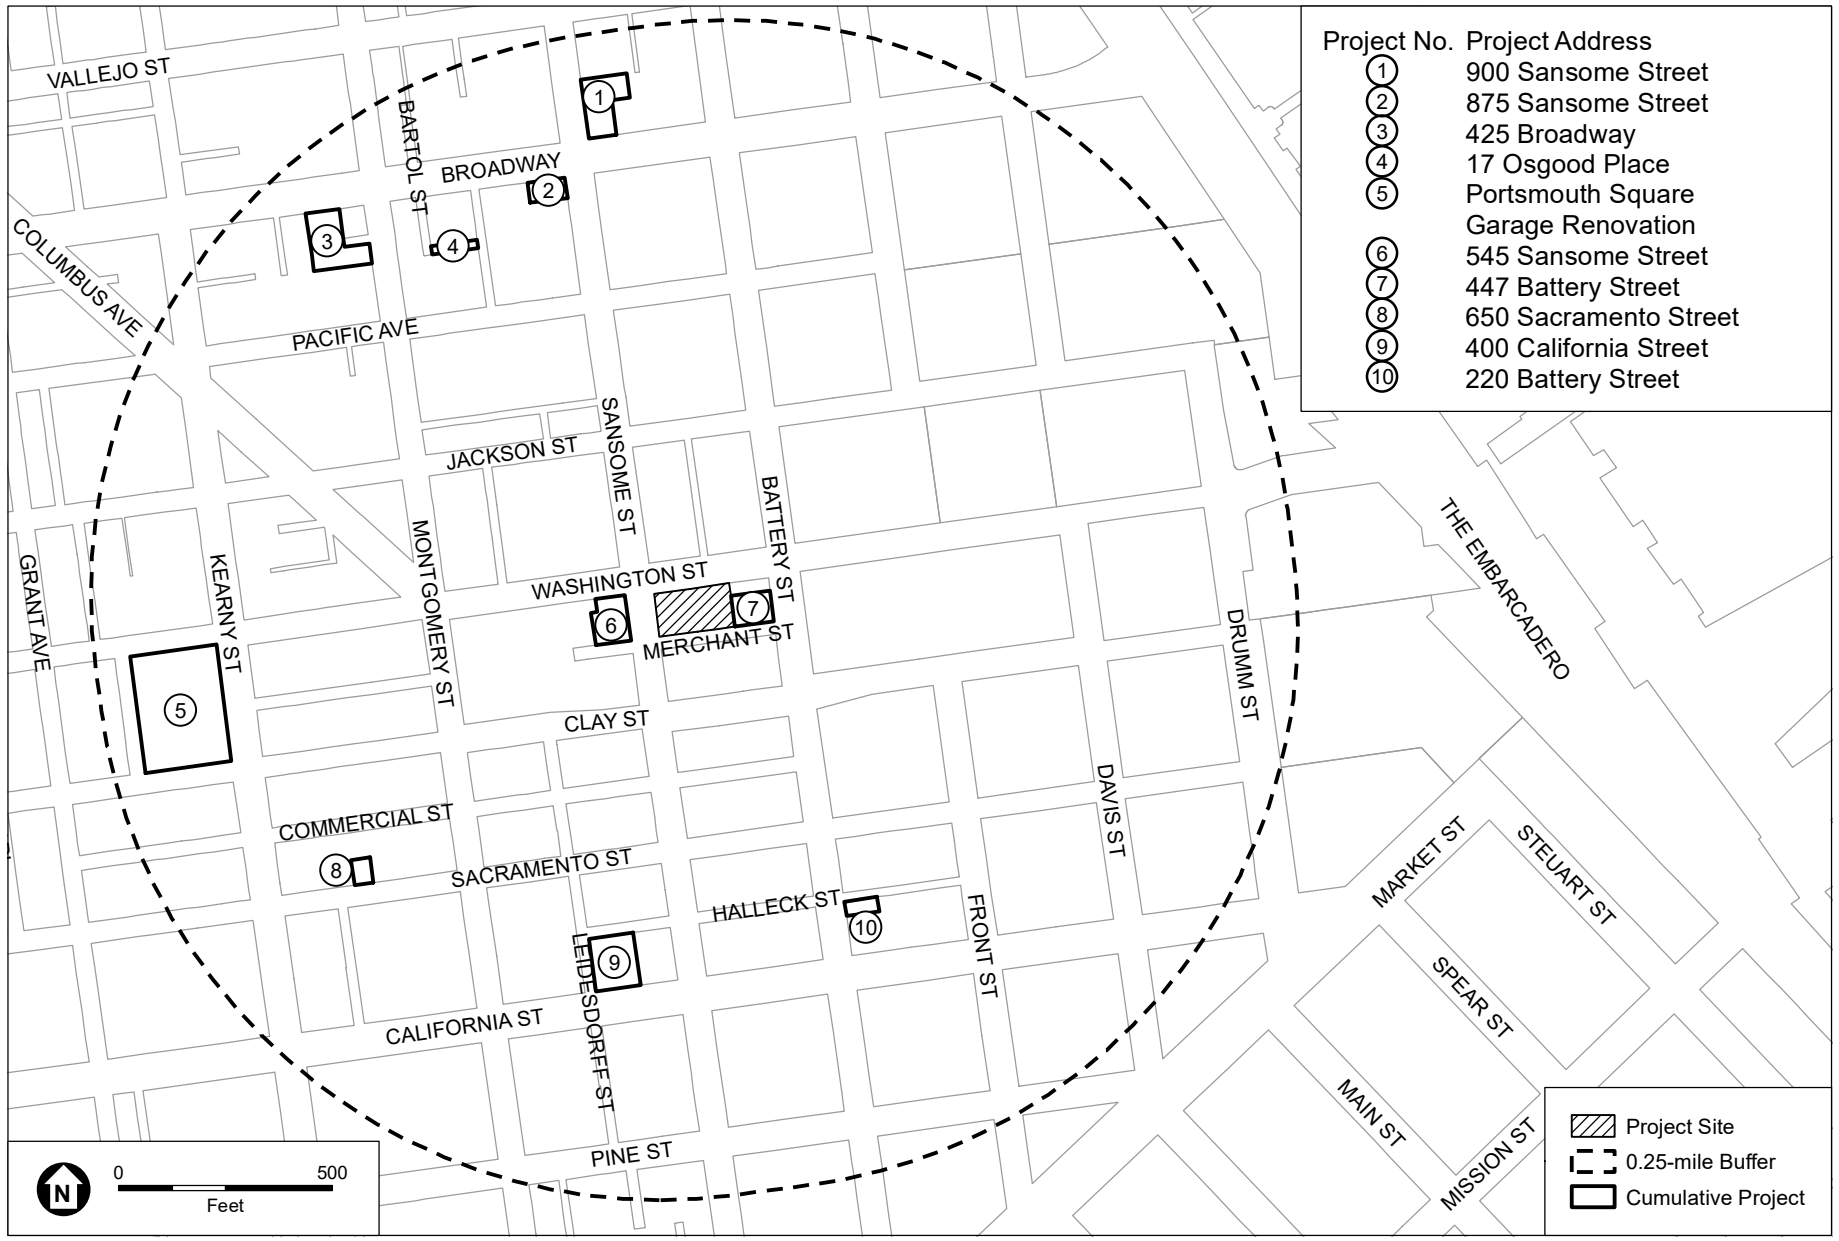 VALLEJO ST
BARTOL ST
BROADWAY
COLUMBUS AVE
PACIFIC AVE
SANSOME ST
JACKSON ST
BATTERY ST
MONTGOMERY ST
GRANT AVE
KEARNY ST
WASHINGTON ST
MERCHANT ST
CLAY ST
DRUMM ST
THE EMBARCADERO
COMMERCIAL ST
SACRAMENTO ST
DAVIS ST
HALLECK ST
FRONT ST
MARKET ST
STEUART ST
LEIDESDORFF ST
SPEAR ST
CALIFORNIA ST
MAIN ST
MISSION ST
PINE ST
1
2
3
4
5
6
7
8
9
10
Project No. Project Address
1 900 Sansome Street
2 875 Sansome Street
3 425 Broadway
4 17 Osgood Place
5 Portsmouth Square
Garage Renovation
6 545 Sansome Street
7 447 Battery Street
8 650 Sacramento Street
9 400 California Street
10 220 Battery Street
N
0 500
Feet
Project Site
0.25-mile Buffer
Cumulative Project